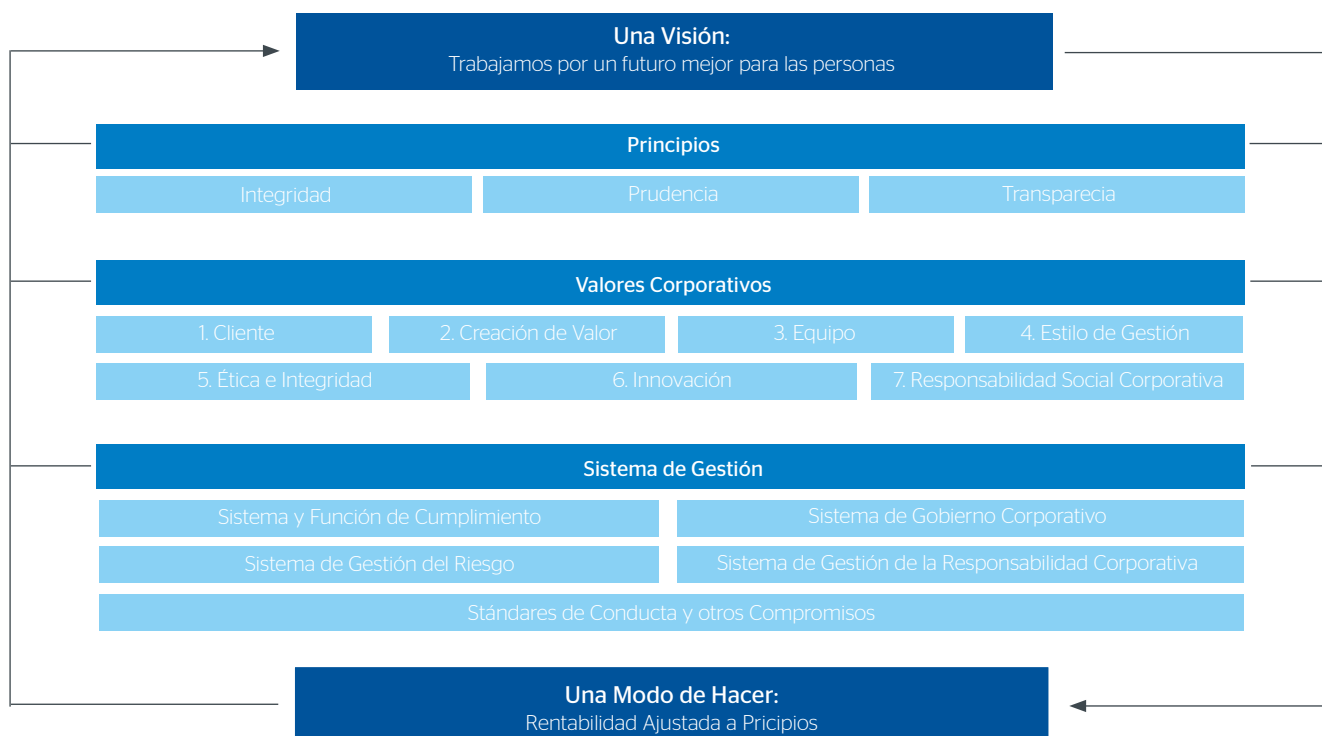 Una Visión:
Trabajamos por un futuro mejor para las personas
Principios
Integridad
Prudencia
Transparecia
Valores Corporativos
1. Cliente
2. Creación de Valor
3. Equipo
4. Estilo de Gestión
5. Ética e Integridad
6. Innovación
7. Responsabilidad Social Corporativa
Sistema de Gestión
Sistema y Función de Cumplimiento
Sistema de Gobierno Corporativo
Sistema de Gestión del Riesgo
Sistema de Gestión de la Responsabilidad Corporativa
Stándares de Conducta y otros Compromisos
Una Modo de Hacer:
Rentabilidad Ajustada a Pricipios